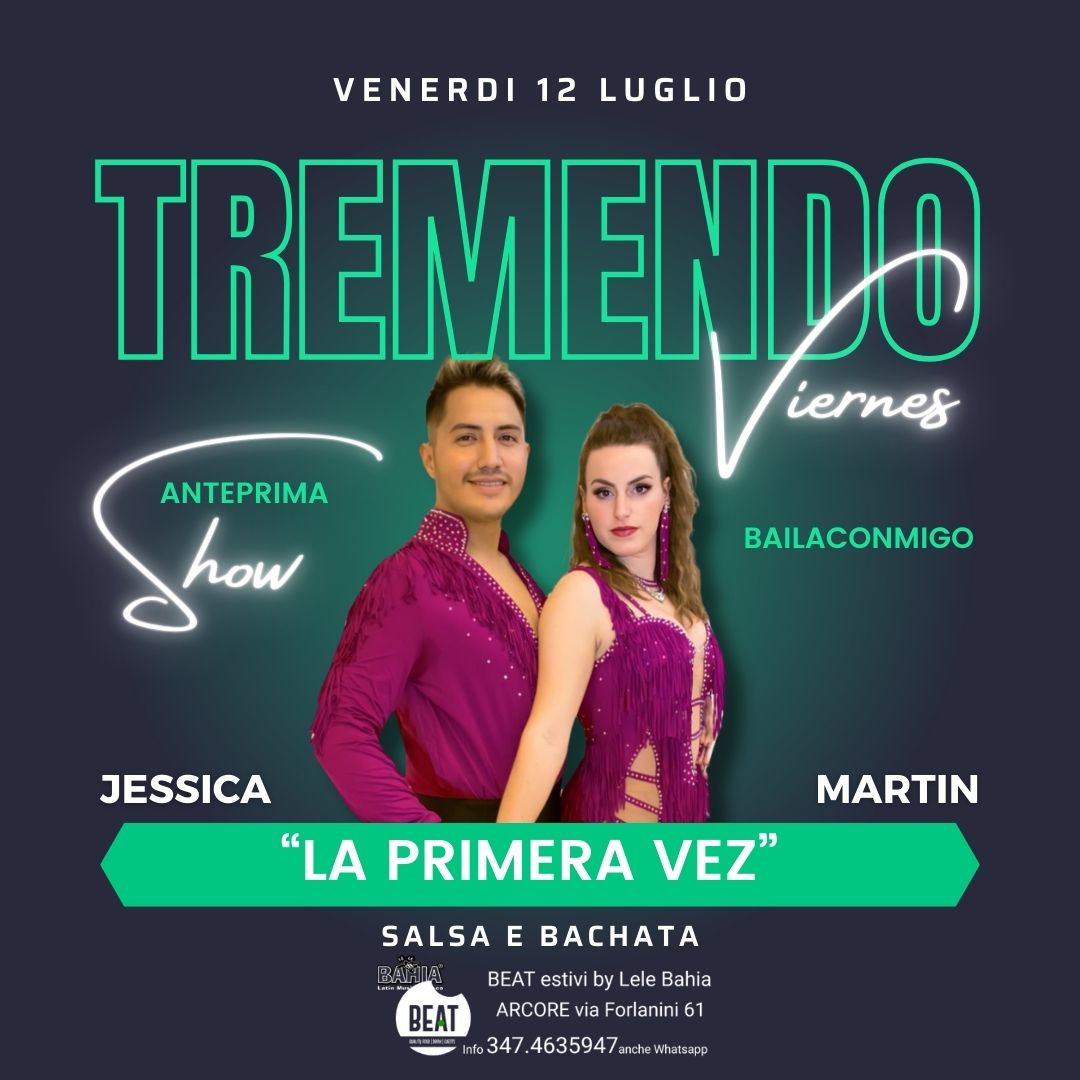 VENERDI 12 LUGLIO
TREMENDO
Viernes
ANTEPRIMA
Show
BAILACONMIGO
JESSICA
MARTIN
“LA PRIMERA VEZ”
SALSA E BACHATA
BAHIA
Latin Mus
BEAT estivi by Lele Bahia
ARCORE via Forlanini 61
BEAT
Info 347.4635947 anche Whatsapp